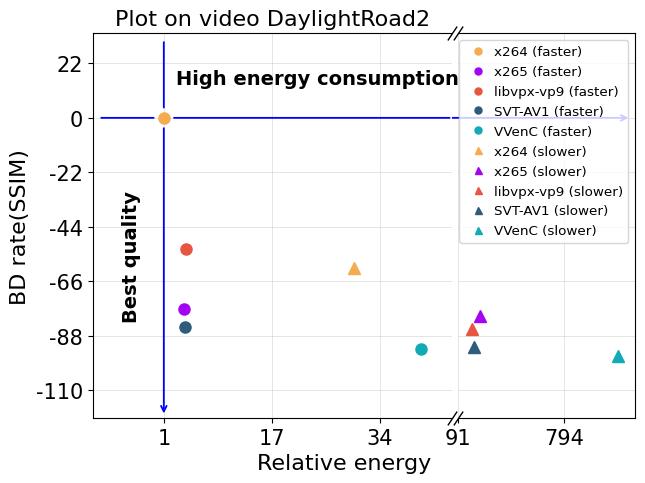 Plot on video DaylightRoad2
BD rate(SSIM)
22
0
-22
-44
-66
-88
-110
High energy consumption
Best quality
x264 (faster)
x265 (faster)
libvpx-vp9 (faster)
SVT-AV1 (faster)
VVenC (faster)
x264 (slower)
x265 (slower)
libvpx-vp9 (slower)
SVT-AV1 (slower)
VVenC (slower)
1 17 34 91 794
Relative energy